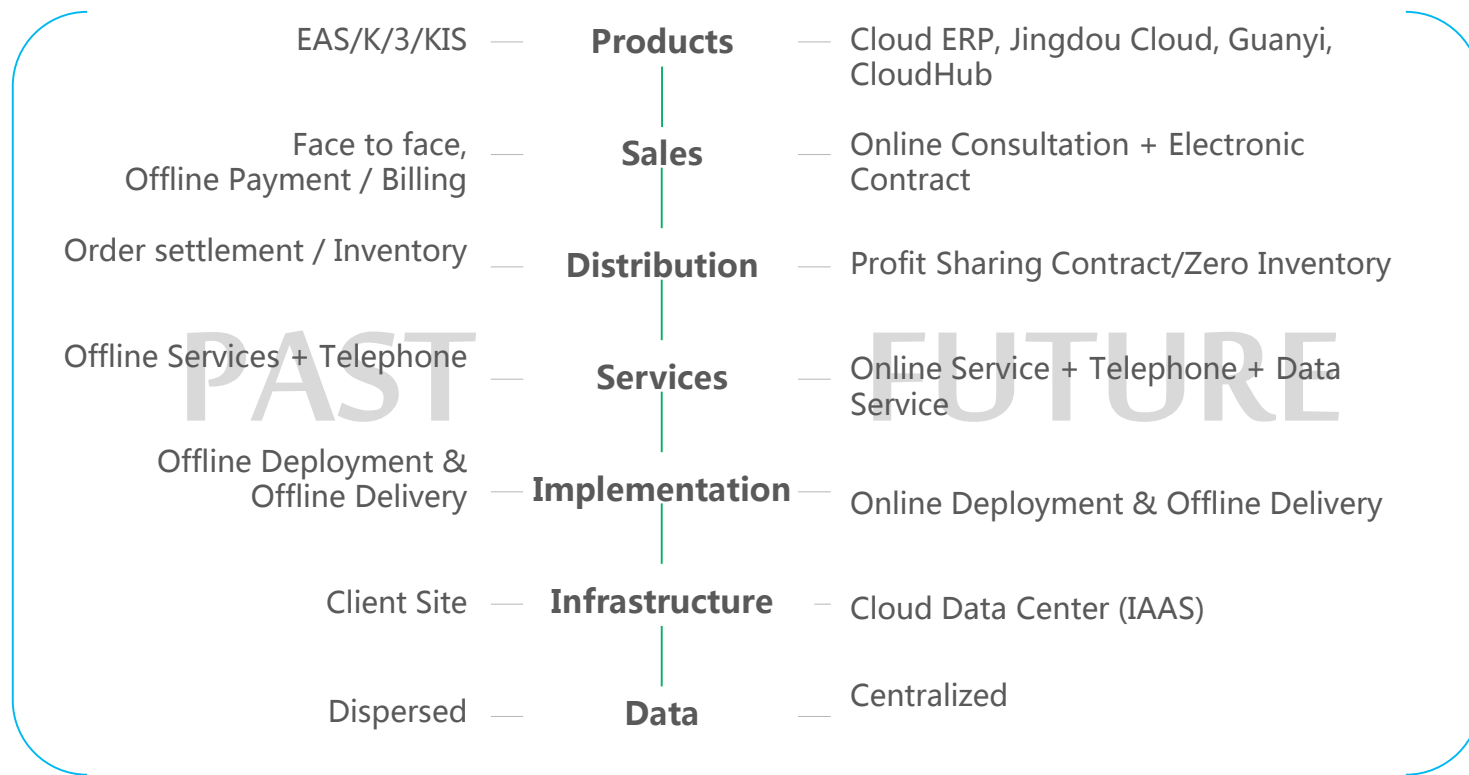 EAS/K/3/KIS
Products
Cloud ERP, Jingdou Cloud, Guanyi,
CloudHub
Face to face,
Offline Payment / Billing
Sales
Online Consultation + Electronic
Contract
Order settlement / Inventory
Distribution
Profit Sharing Contract/Zero Inventory
PAST
FUTURE
Offline Services + Telephone
Services
Online Service + Telephone + Data
Service
Offline Deployment &
Offline Delivery
Implementation
Online Deployment & Offline Delivery
Client Site
Infrastructure
Cloud Data Center (IAAS)
Dispersed
Data
Centralized